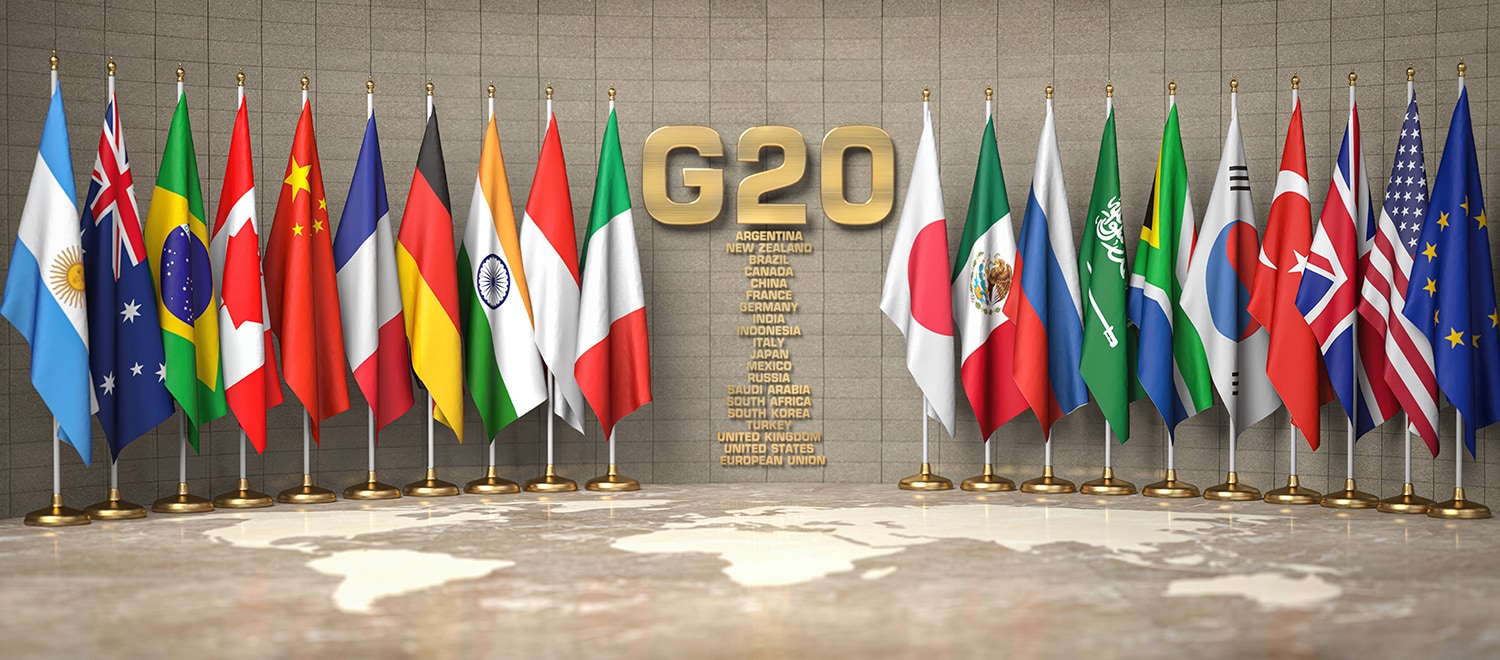 G20
ARGENTINA
NEW ZEALAND
BRAZIL
CANADA
CHINA
FRANCE
GERMANY
INDIA
INDONESIA
ITALY
JAPAN
MEXICO
RUSSIA
SAUDI ARABIA
SOUTH AFRICA
SOUTH KOREA
TURKEY
UNITED KINGDOM
UNITED STATES
EUROPEAN UNION